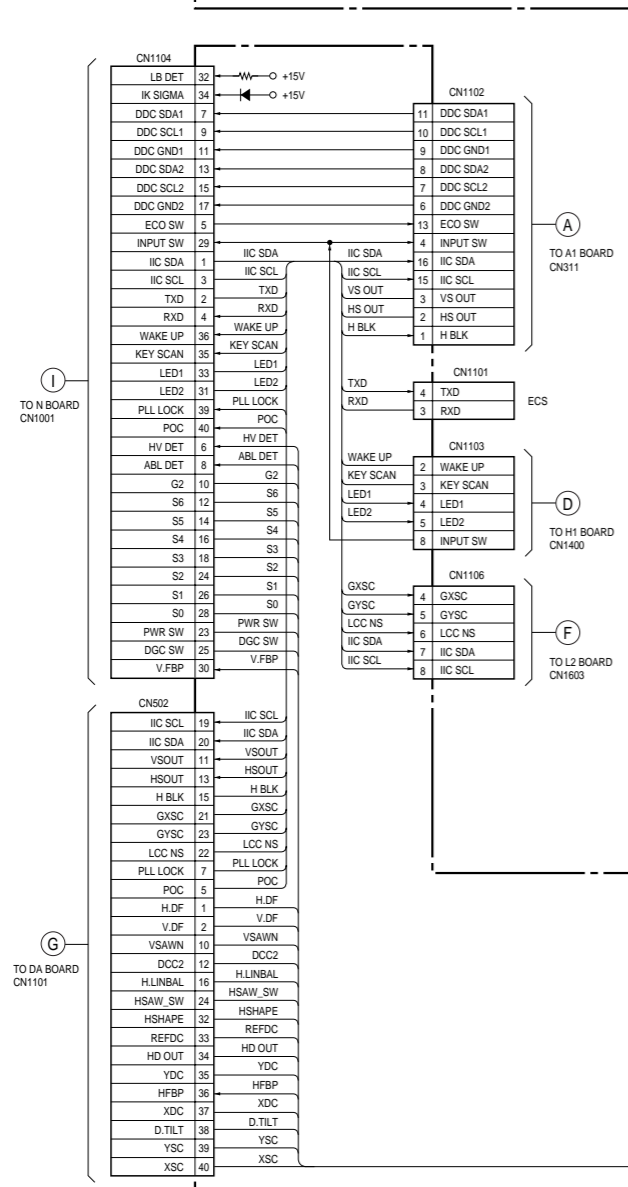 CN1104
LB DET 32 +15V
IK SIGMA 34 +15V
DDC SDA1 7
DDC SCL1 9
DDC GND1 11
DDC SDA2 13
DDC SCL2 15
DDC GND2 17
ECO SW 5
INPUT SW 29
IIC SDA 1 IIC SDA
IIC SCL 3 IIC SCL
TXD 2 TXD
RXD 4 RXD
WAKE UP 36 WAKE UP
KEY SCAN 35 KEY SCAN
LED1 33 LED1
LED2 31 LED2
PLL LOCK 39 PLL LOCK
POC 40 POC
HV DET 6 HV DET
ABL DET 8 ABL DET
G2 10 G2
S6 12 S6
S5 14 S5
S4 16 S4
S3 18 S3
S2 24 S2
S1 26 S1
S0 28 S0
PWR SW 23 PWR SW
DGC SW 25 DGC SW
V.FBP 30 V.FBP
I
TO N BOARD
CN1001
CN1102
11 DDC SDA1
10 DDC SCL1
9 DDC GND1
8 DDC SDA2
7 DDC SCL2
6 DDC GND2
13 ECO SW
4 INPUT SW
IIC SDA 16 IIC SDA
IIC SCL 15 IIC SCL
VS OUT 3 VS OUT
HS OUT 2 HS OUT
H BLK 1 H BLK
A
TO A1 BOARD
CN311
CN1101
TXD 4 TXD
RXD 3 RXD
ECS
CN1103
WAKE UP 2 WAKE UP
KEY SCAN 3 KEY SCAN
LED1 4 LED1
LED2 5 LED2
8 INPUT SW
D
TO H1 BOARD
CN1400
CN1106
GXSC 4 GXSC
GYSC 5 GYSC
LCC NS 6 LCC NS
IIC SDA 7 IIC SDA
IIC SCL 8 IIC SCL
F
TO L2 BOARD
CN1603
CN502
IIC SCL 19 IIC SCL
IIC SDA 20 IIC SDA
VSOUT 11 VSOUT
HSOUT 13 HSOUT
H BLK 15 H BLK
GXSC 21 GXSC
GYSC 23 GYSC
LCC NS 22 LCC NS
PLL LOCK 7 PLL LOCK
POC 5 POC
H.DF 1 H.DF
V.DF 2 V.DF
VSAWN 10 VSAWN
DCC2 12 DCC2
H.LINBAL 16 H.LINBAL
HSAW_SW 24 HSAW_SW
HSHAPE 32 HSHAPE
REFDC 33 REFDC
HD OUT 34 HD OUT
YDC 35 YDC
HFBP 36 HFBP
XDC 37 XDC
D.TILT 38 D.TILT
YSC 39 YSC
XSC 40 XSC
G
TO DA BOARD
CN1101